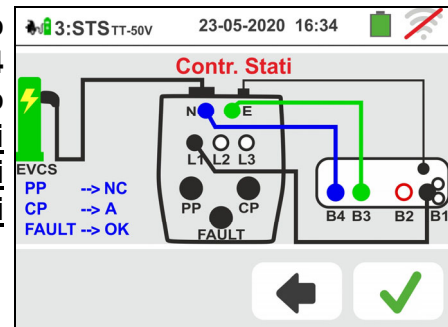 3:STS TT-50V 23-05-2020 16:34
Contr. Stati
N E
L1 L2 L3
EVCS
PP --> NC
CP --> A
FAULT --> OK
PP CP
FAULT
B4 B3 B2 B1